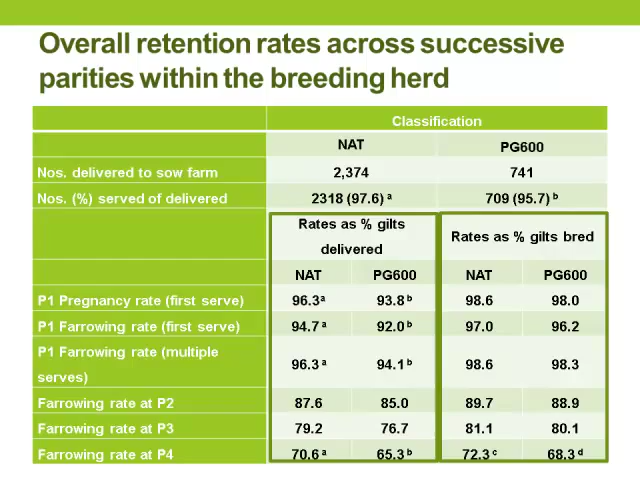 Overall retention rates across successive
parities within the breeding herd
Classification
NAT PG600
Nos. delivered to sow farm 2,374 741
Nos. (%) served of delivered 2318 (97.6) a 709 (95.7) b
Rates as % gilts
delivered
Rates as % gilts bred
NAT PG600 NAT PG600
P1 Pregnancy rate (first serve) 96.3a 93.8 b 98.6 98.0
P1 Farrowing rate (first serve) 94.7 a 92.0 b 97.0 96.2
P1 Farrowing rate (multiple
serves) 96.3 a 94.1 b 98.6 98.3
Farrowing rate at P2 87.6 85.0 89.7 88.9
Farrowing rate at P3 79.2 76.7 81.1 80.1
Farrowing rate at P4 70.6 a 65.3 b 72.3 c 68.3 d